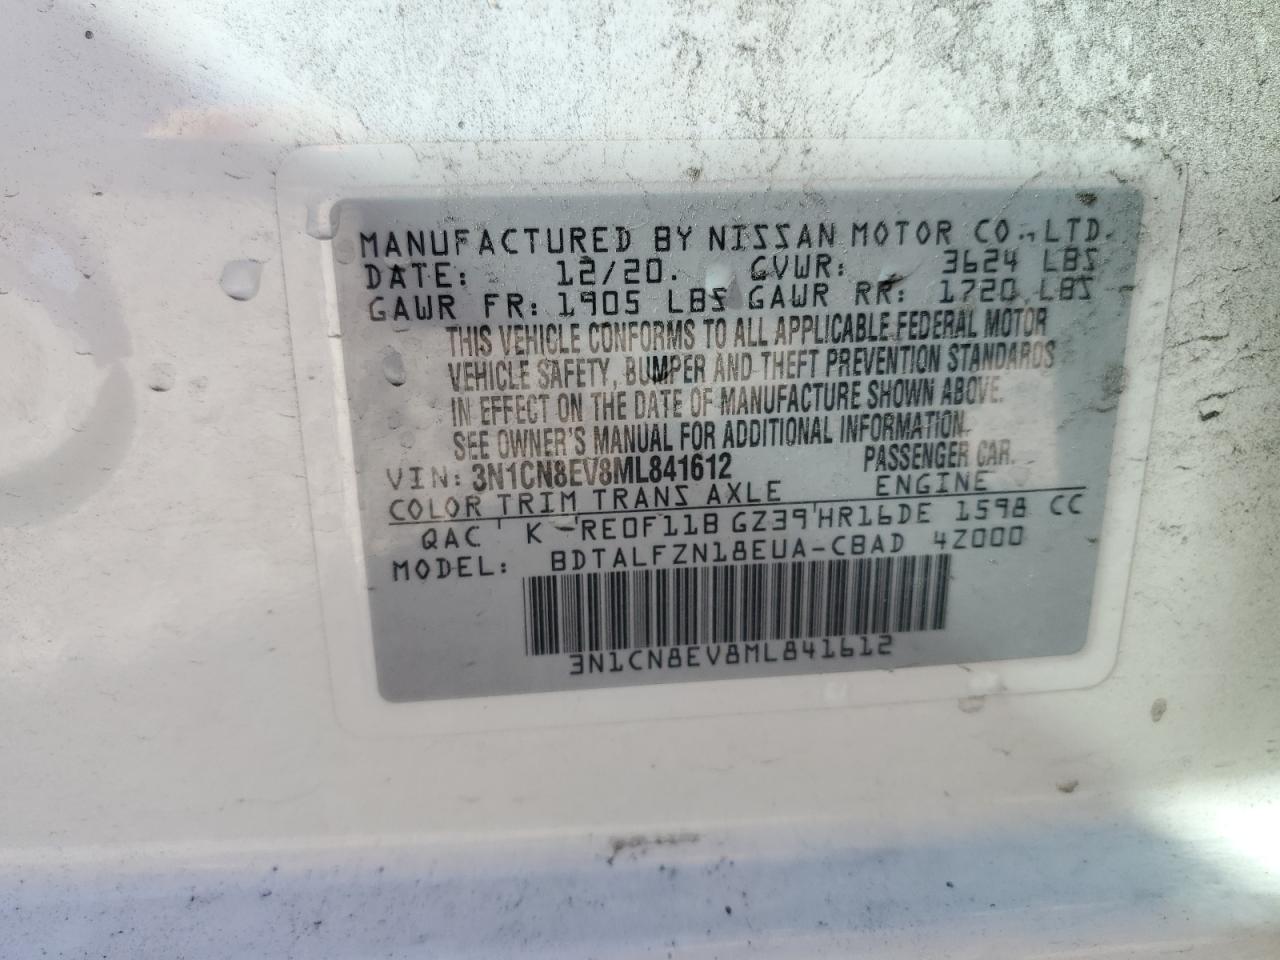 MANUFACTURED BY NISSAN MOTOR CO., LTD.
DATE: 12/20. GVWR: 3624 LBS
GAWR FR: 1905 LBS GAWR RR: 1720 LBS
THIS VEHICLE CONFORMS TO ALL APPLICABLE FEDERAL MOTOR
VEHICLE SAFETY, BUMPER AND THEFT PREVENTION STANDARDS
IN EFFECT ON THE DATE OF MANUFACTURE SHOWN ABOVE.
SEE OWNER'S MANUAL FOR ADDITIONAL INFORMATION.
VIN: 3N1CN8EV8ML841612 PASSENGER CAR.
COLOR TRIM TRANS AXLE ENGINE
QAC K RE0F11B GZ39 HR16DE 1598 CC
MODEL: BDTALFZN18EUA-CBAD 4Z000
3N1CN8EV8ML841612